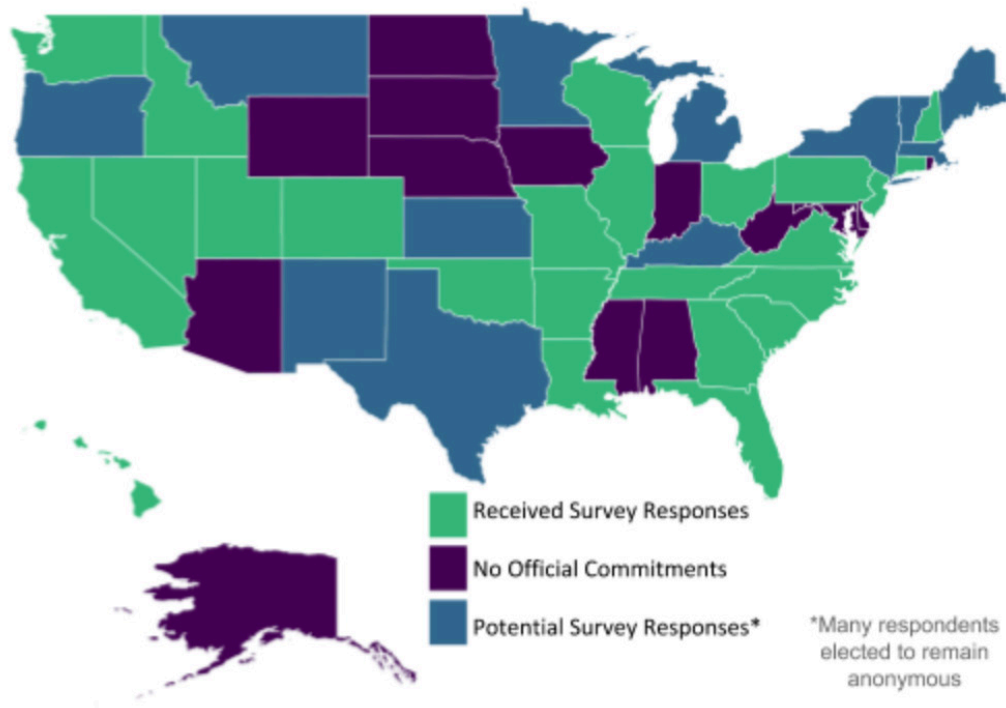 Received Survey Responses
No Official Commitments
Potential Survey Responses*
*Many respondents
elected to remain
anonymous